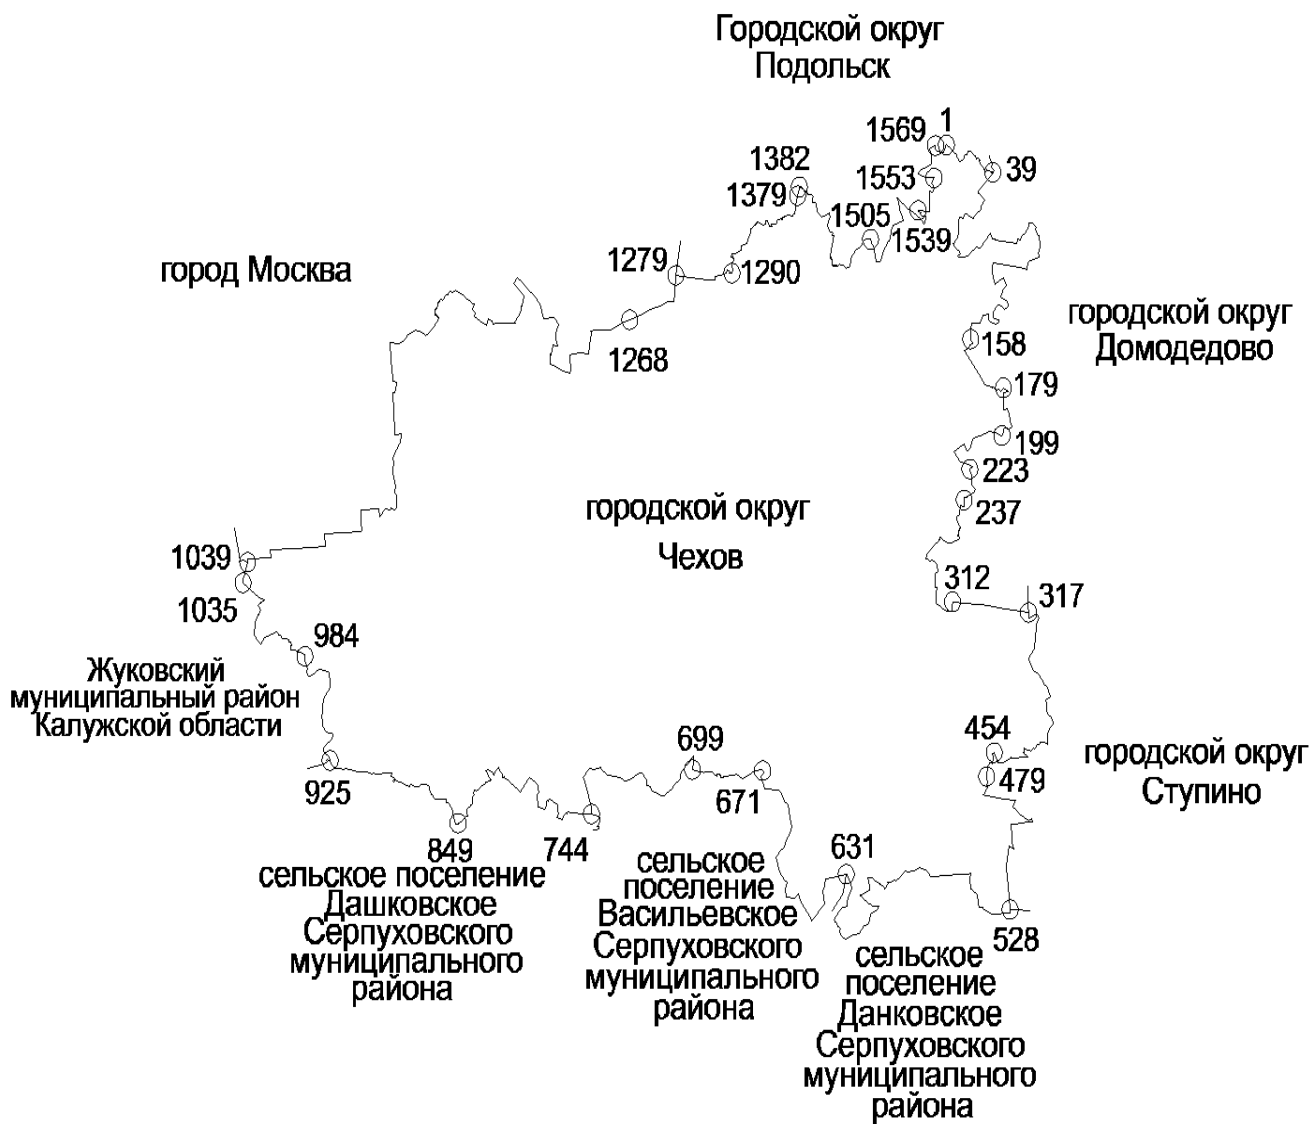 Городской округ
Подольск
1569 1
1382
39
1553
1379
1505
1539
город Москва
1279
1290
городской округ
Домодедово
158
1268
179
199
223
городской округ
Чехов
237
1039
1035
312
317
984
Жуковский
муниципальный район
Калужской области
454
699
городской округ
Ступино
479
671
925
849
744
631
сельское поселение
Дашковское
Серпуховского
муниципального
района
сельское
поселение
Васильевское
Серпуховского
муниципального
района
528
сельское
поселение
Данковское
Серпуховского
муниципального
района